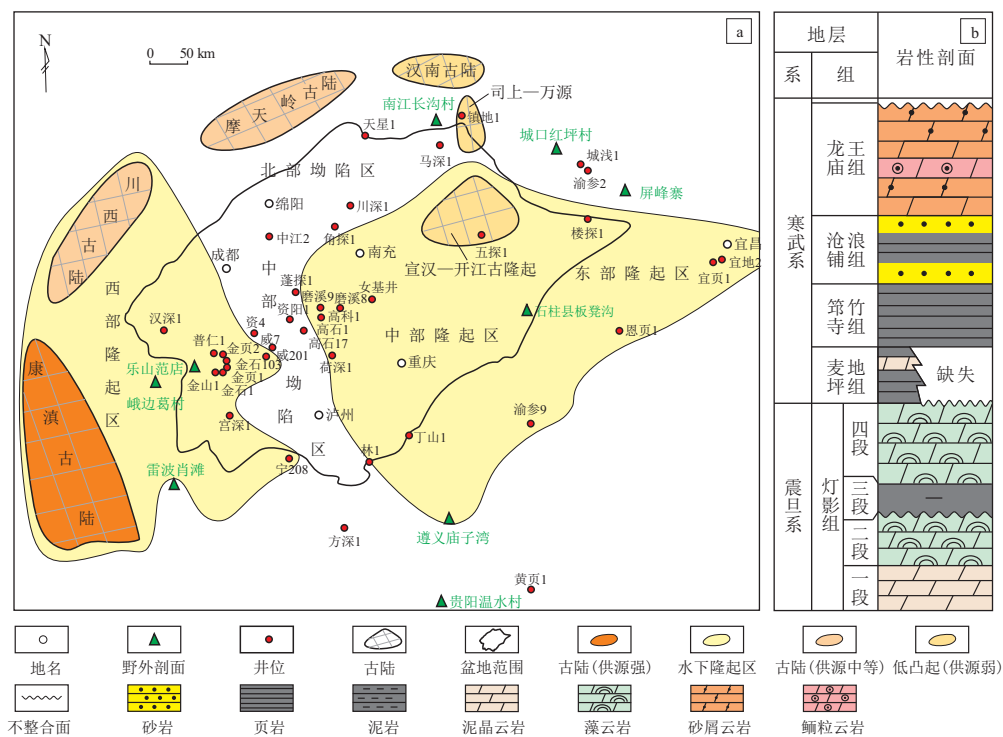 a
N
0 50 km
汉南古陆
摩天岭古陆
南江长沟村
司上—万源
镇地1
天星1
马深1
城口红坪村
城浅1
渝参2
屏峰寨
北部坳陷区
川西古陆
绵阳
川深1
角探1
中江2
南充
五探1
宣汉—开江古隆起
楼探1
宜昌
宜地2
宜页1
东部隆起区
成都
西部隆起区
中部坳陷区
蓬探1
女基井
磨溪9
磨溪8
高科1
资阳1
高石1
高石17
中部隆起区
石柱县板凳沟
恩页1
汉深1
资4
威7
威201
荷深1
重庆
普仁1
金页2
金石103
金页1
金石1
金山1
乐山范店
峨边葛村
康滇古陆
宫深1
泸州
丁山1
渝参9
林1
宁208
雷波肖滩
方深1
遵义庙子湾
黄页1
贵阳温水村
b
地层
岩性剖面
系
组
寒武系
龙王庙组
沧浪铺组
筇竹寺组
麦地坪组
缺失
震旦系
灯影组
四段
三段
二段
一段
地名 野外剖面 井位 古陆 盆地范围 古陆(供源强) 水下隆起区 古陆(供源中等) 低凸起(供源弱)
不整合面 砂岩 页岩 泥岩 泥晶云岩 藻云岩 砂屑云岩 鲕粒云岩